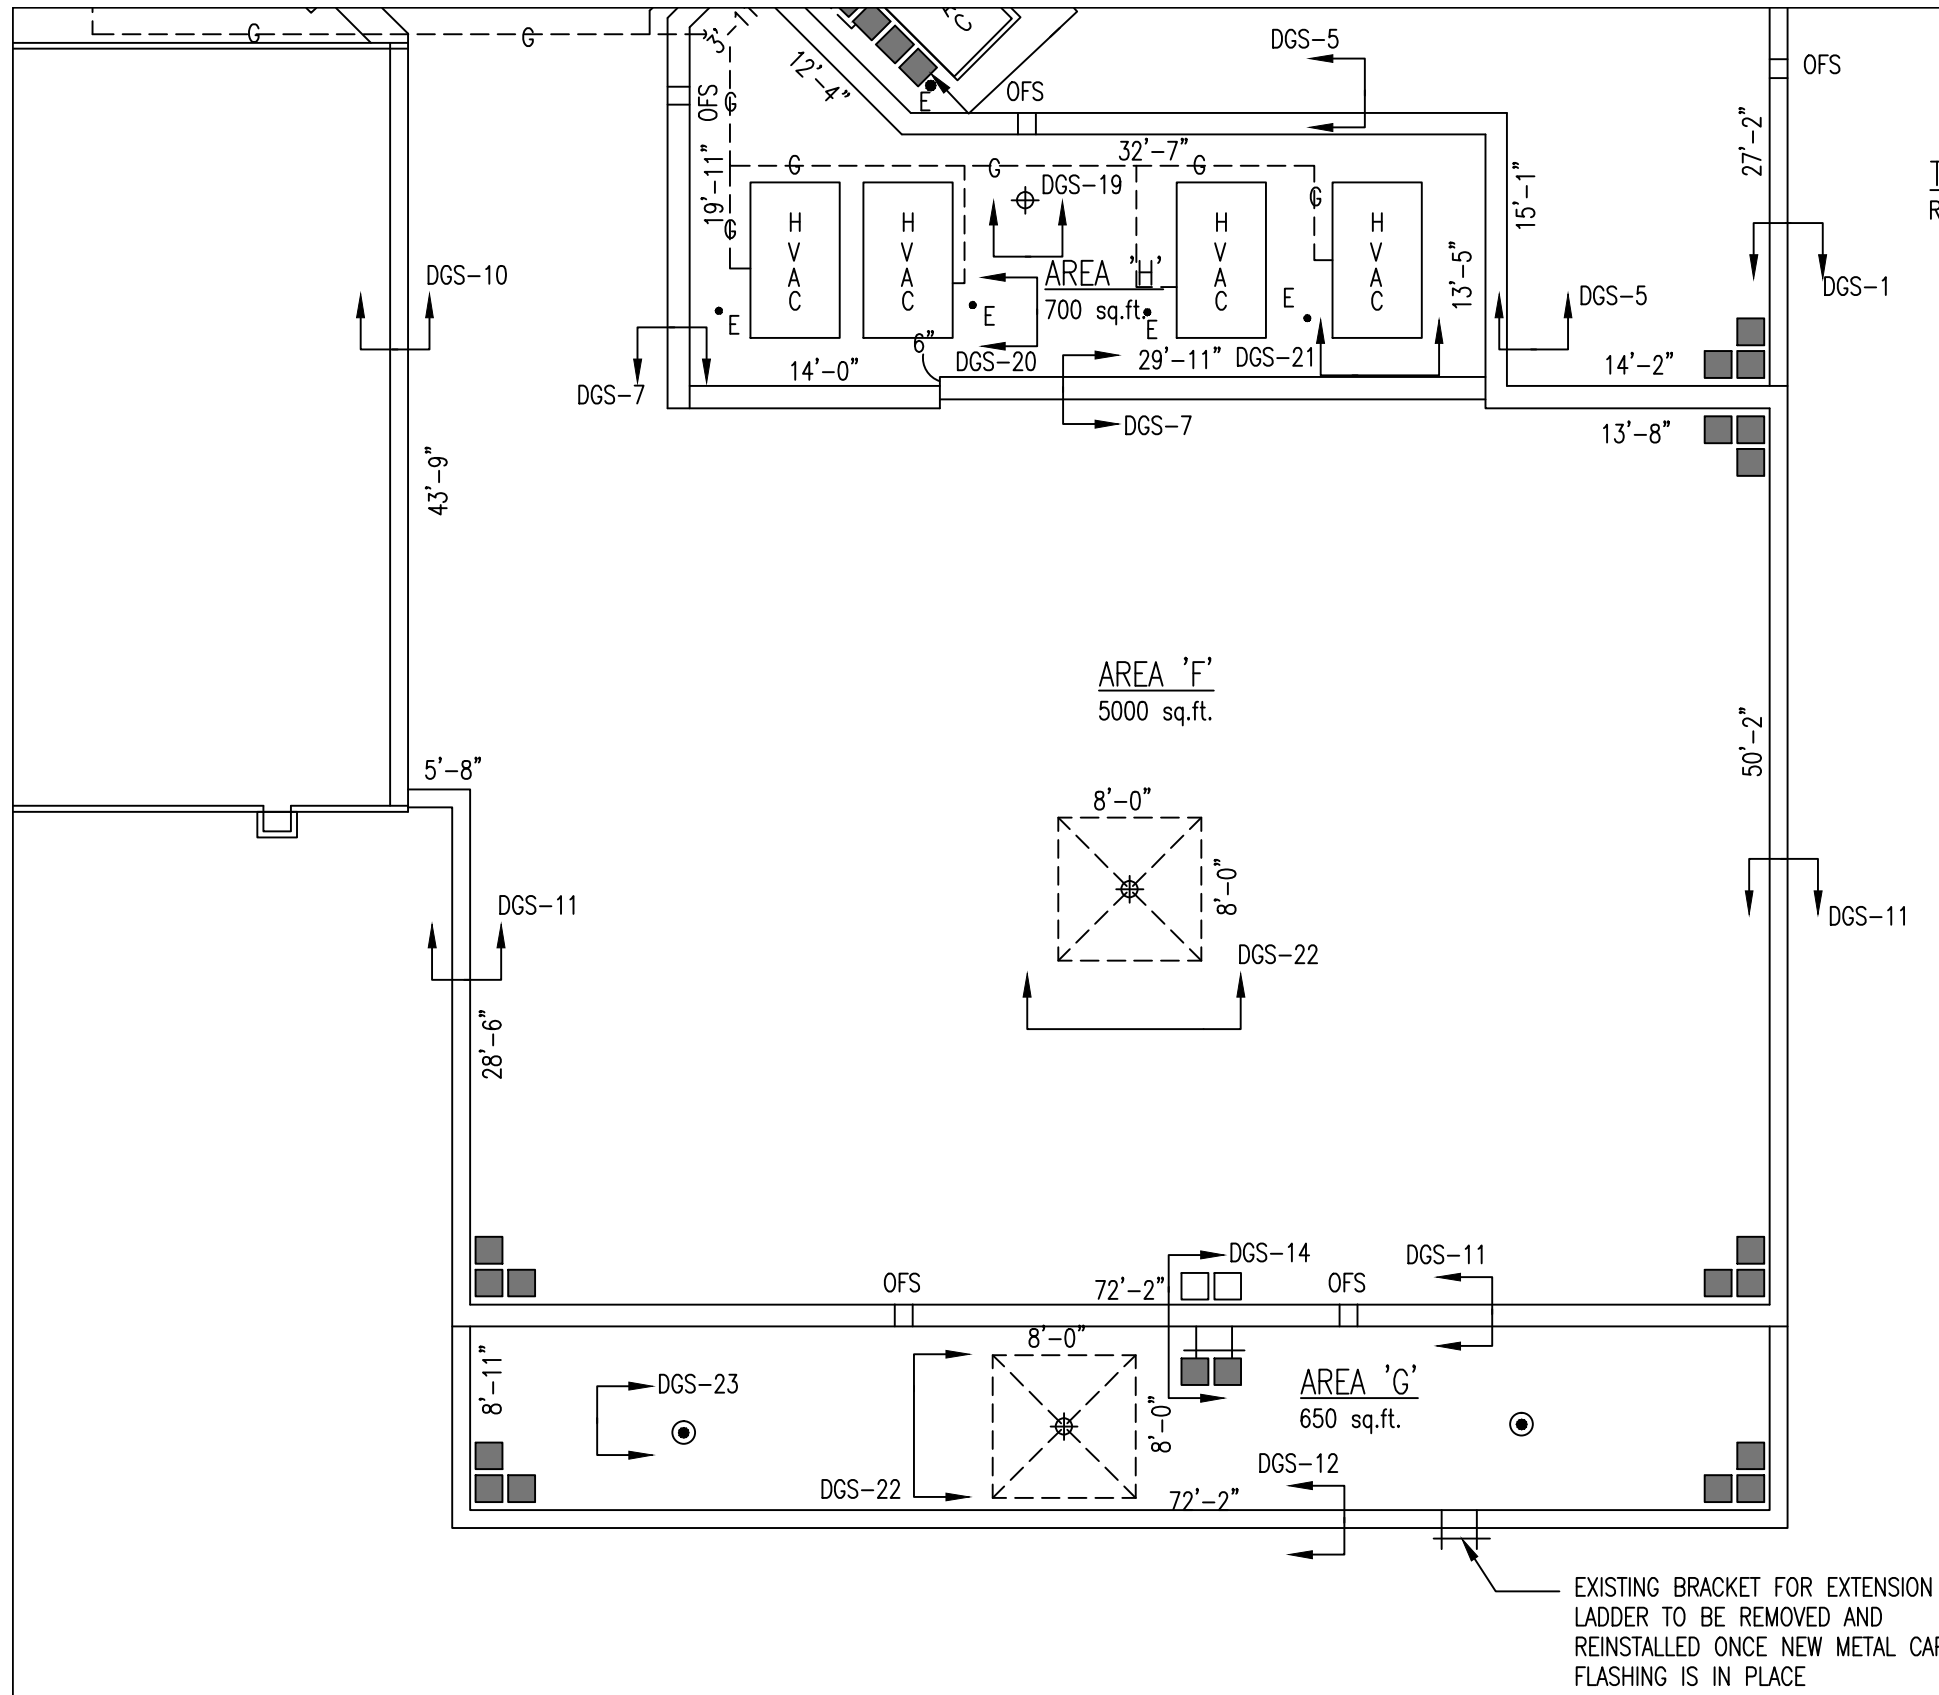 G
G
3'-11"
12'-4"
A
C
E
OFS
OFS
G
DGS-5
OFS
27'-2"
T
R
19'-11"
G
G
32'-7"
G
DGS-19
G
15'-1"
G
H
V
A
C
H
V
A
C
H
V
A
C
H
V
A
C
AREA 'H'
700 sq.ft.
13'-5"
DGS-10
DGS-5
DGS-1
E
E
E
E
6"
DGS-20
29'-11"
DGS-21
14'-0"
14'-2"
DGS-7
DGS-7
13'-8"
43'-9"
AREA 'F'
5000 sq.ft.
50'-2"
5'-8"
8'-0"
8'-0"
DGS-11
DGS-11
DGS-22
28'-6"
OFS
72'-2"
DGS-14
OFS
DGS-11
8'-11"
DGS-23
8'-0"
8'-0"
AREA 'G'
650 sq.ft.
DGS-12
DGS-22
72'-2"
EXISTING BRACKET FOR EXTENSION
LADDER TO BE REMOVED AND
REINSTALLED ONCE NEW METAL CAP
FLASHING IS IN PLACE